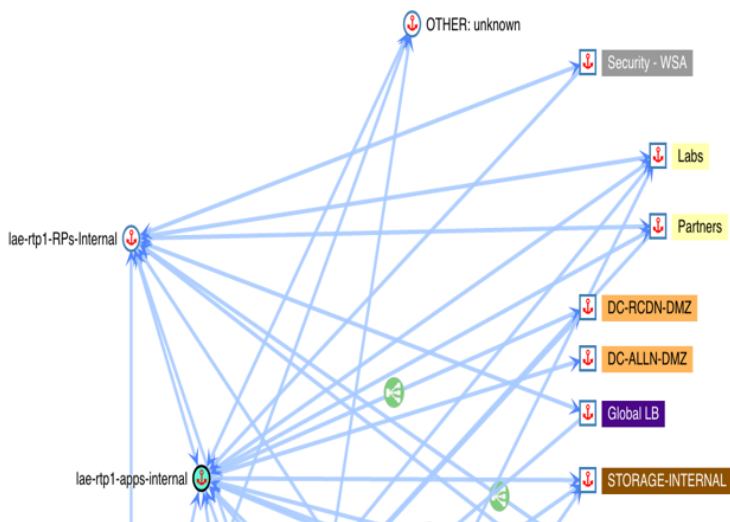 OTHER: unknown
Security - WSA
Labs
Partners
lae-rtp1-RPs-Internal
DC-RCDN-DMZ
DC-ALLN-DMZ
Global LB
lae-rtp1-apps-internal
STORAGE-INTERNAL